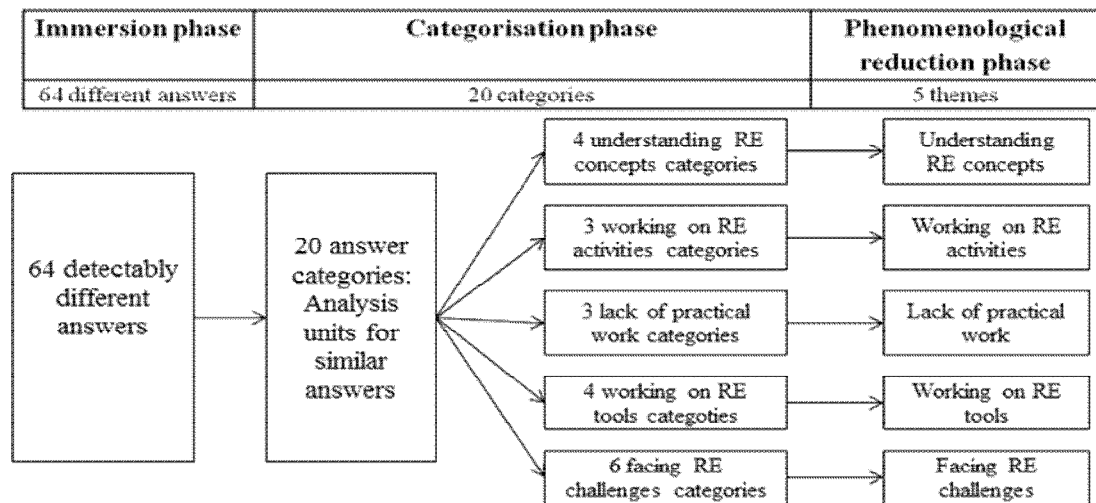 Immersion phase
Categorisation phase
Phenomenological
reduction phase
64 different answers
20 categories
5 themes
64 detectably
different
answers
20 answer
categories:
Analysis
units for
similar
answers
4 understanding RE
concepts categories
Understanding
RE concepts
3 working on RE
activities categories
Working on RE
activities
3 lack of practical
work categories
Lack of practical
work
4 working on RE
tools categoties
Working on RE
tools
6 facing RE
challenges categories
Facing RE
challenges